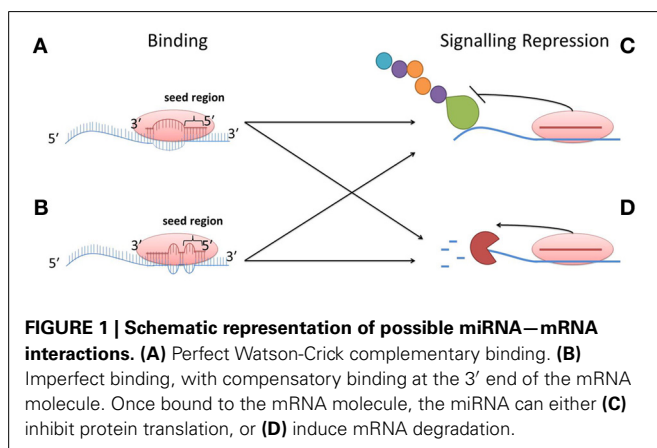 A Binding Signalling Repression C
seed region
3′ 5′
5′ 3′
B D
seed region
3′ 5′
5′ 3′
FIGURE 1 | Schematic representation of possible miRNA—mRNA
interactions. (A) Perfect Watson-Crick complementary binding. (B)
Imperfect binding, with compensatory binding at the 3′ end of the mRNA
molecule. Once bound to the mRNA molecule, the miRNA can either (C)
inhibit protein translation, or (D) induce mRNA degradation.